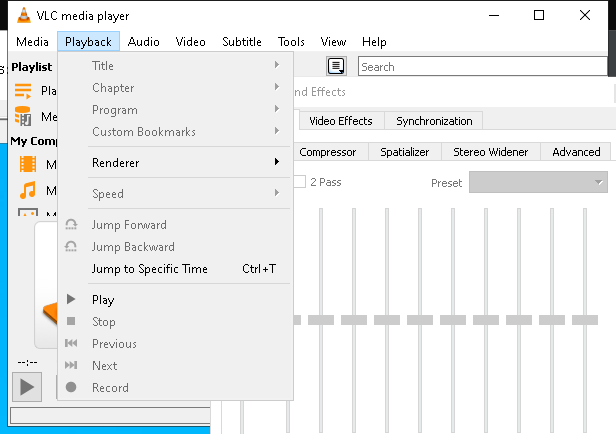 VLC media player
Media Playback Audio Video Subtitle Tools View Help
Playlist
Search
Title
Chapter
Program
Custom Bookmarks
Renderer
Speed
Jump Forward
Jump Backward
Jump to Specific Time Ctrl+T
Play
Stop
Previous
Next
Record
My Comp
nd Effects
Video Effects Synchronization
Compressor Spatializer Stereo Widener Advanced
2 Pass Preset
--:--